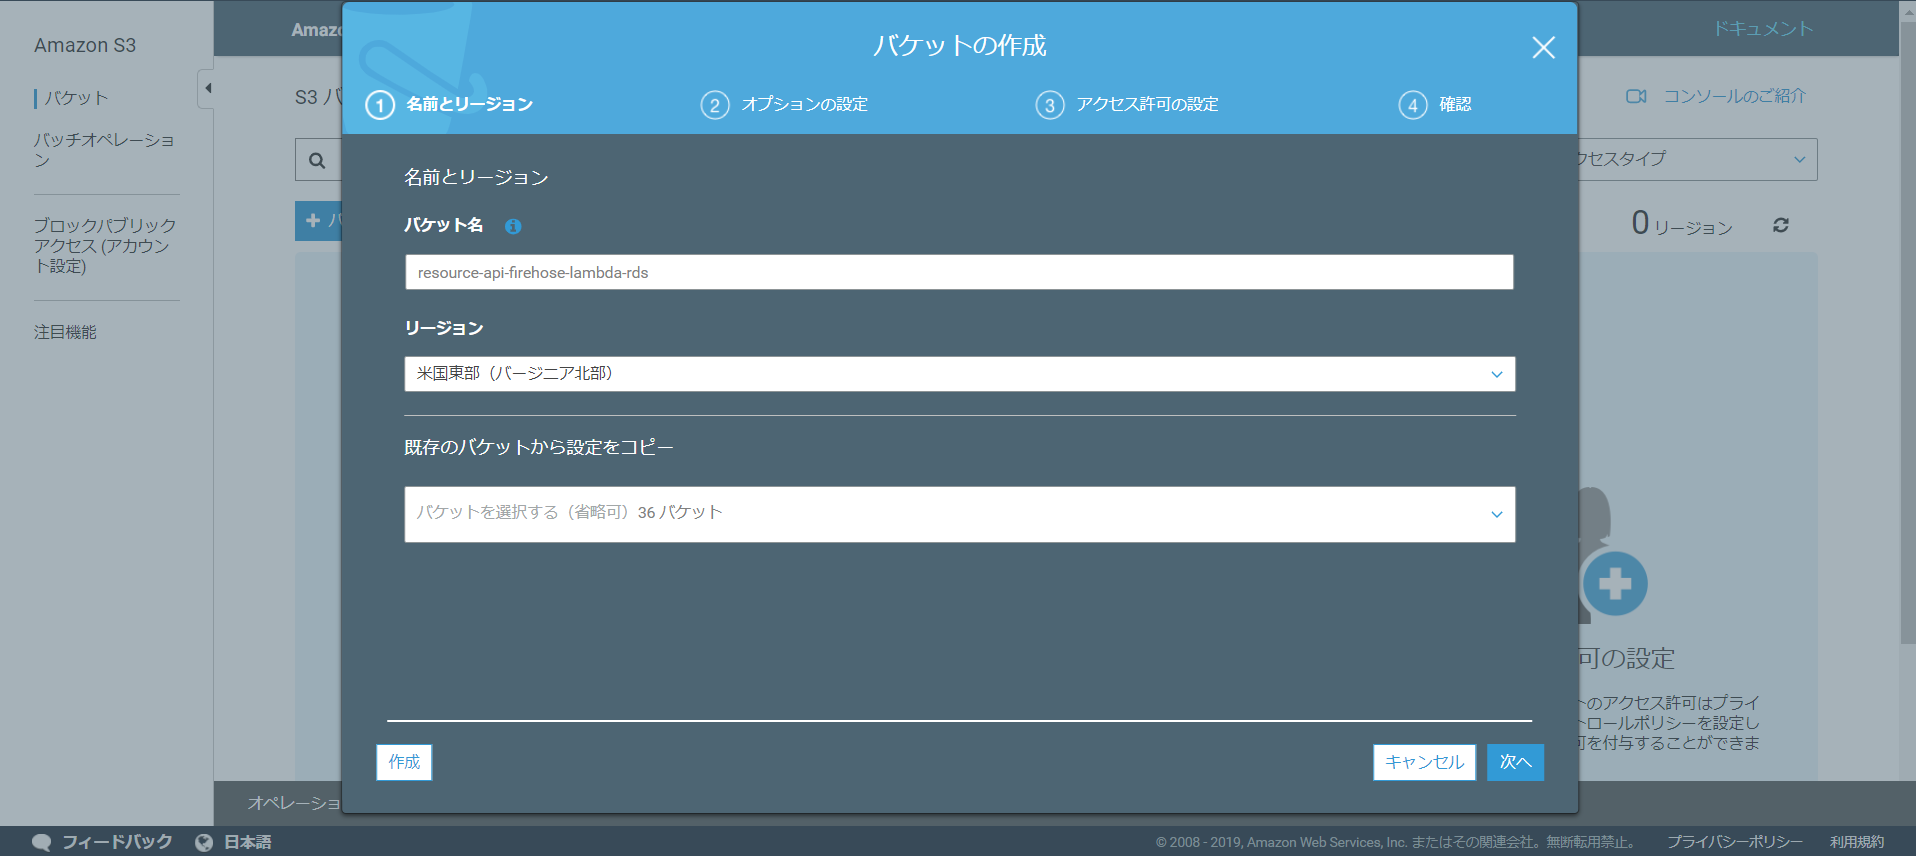 Amazon S3
バケット
バッチオペレーショ
ン
ブロックパブリック
アクセス (アカウン
ト設定)
注目機能
ドキュメント
S3
コンソールのご紹介
クセスタイプ
0 リージョン
バケットの作成
1 名前とリージョン
2 オプションの設定
3 アクセス許可の設定
4 確認
名前とリージョン
バケット名
resource-api-firehose-lambda-rds
リージョン
米国東部（バージニア北部）
既存のバケットから設定をコピー
バケットを選択する（省略可）36 バケット
作成
キャンセル
次へ
可の設定
トのアクセス許可はプライ
トロールポリシーを設定し
可を付与することができま
オペレーショ
フィードバック
日本語
© 2008 - 2019, Amazon Web Services, Inc. またはその関連会社。無断転用禁止。
プライバシーポリシー
利用規約